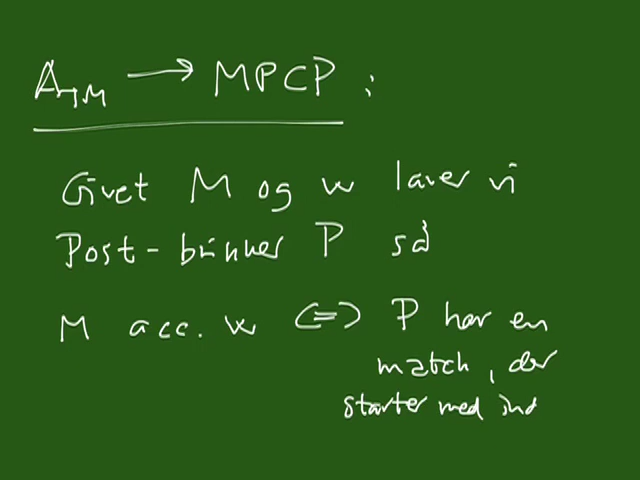 A_TM → MPCP :
Givet M og w laver vi
Post-brikker P så
M acc. w <=> P har en
match, der
starter med ind